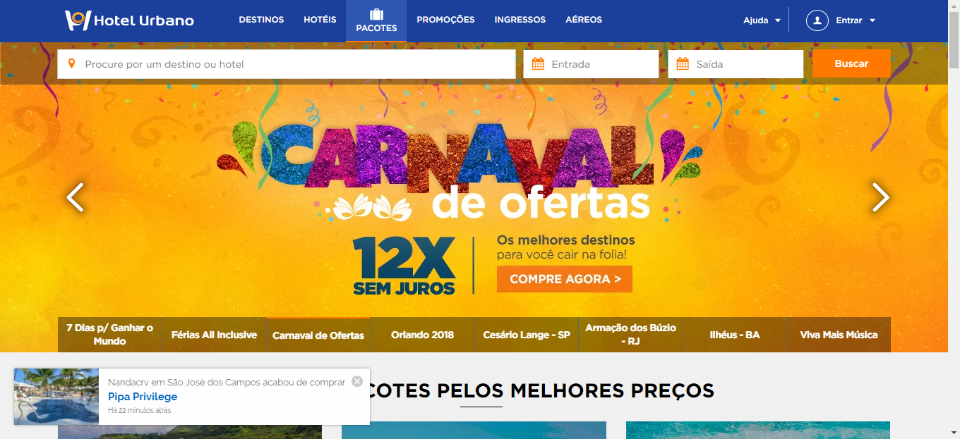 Hotel Urbano
DESTINOS HOTÉIS PACOTES PROMOÇÕES INGRESSOS AÉREOS Ajuda Entrar
Procure por um destino ou hotel Entrada Saída Buscar
CARNAVAL
de ofertas
12X
SEM JUROS
Os melhores destinos
para você cair na folia!
COMPRE AGORA >
7 Dias p/ Ganhar o
Mundo
Férias All Inclusive
Carnaval de Ofertas
Orlando 2018
Cesário Lange - SP
Armação dos Búzio
- RJ
Ilhéus - BA
Viva Mais Música
Nandacrv em São José dos Campos acabou de comprar
Pipa Privilege
Há 22 minutos atrás
COTES PELOS MELHORES PREÇOS